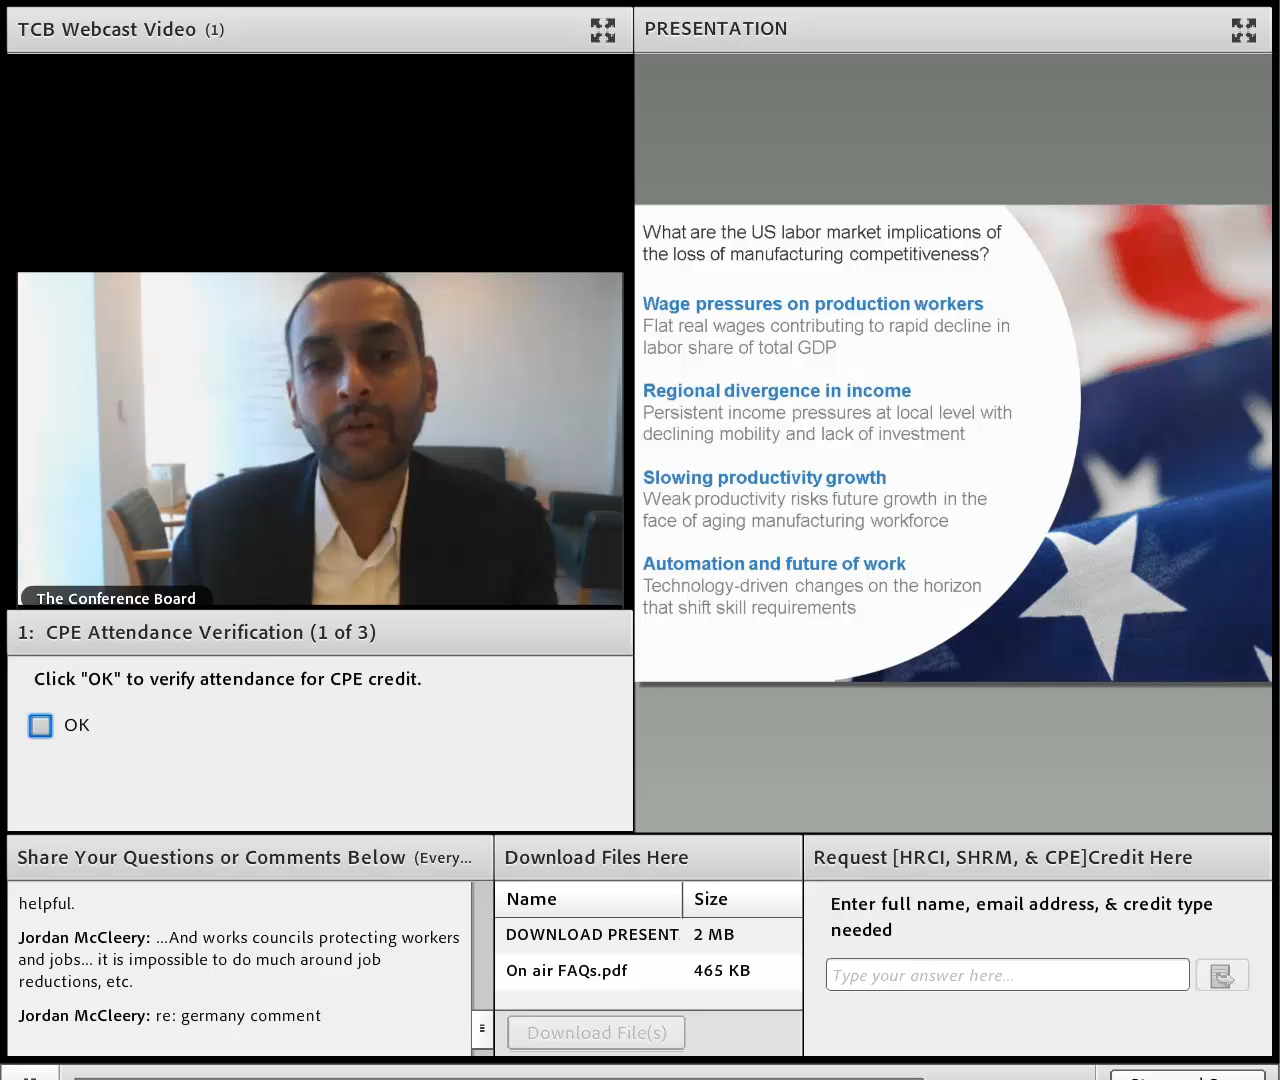 TCB Webcast Video (1)
PRESENTATION
What are the US labor market implications of
the loss of manufacturing competitiveness?
Wage pressures on production workers
Flat real wages contributing to rapid decline in
labor share of total GDP
Regional divergence in income
Persistent income pressures at local level with
declining mobility and lack of investment
Slowing productivity growth
Weak productivity risks future growth in the
face of aging manufacturing workforce
Automation and future of work
Technology-driven changes on the horizon
that shift skill requirements
The Conference Board
1: CPE Attendance Verification (1 of 3)
Click "OK" to verify attendance for CPE credit.
OK
Share Your Questions or Comments Below (Every...
helpful.
Jordan McCleery: ...And works councils protecting workers
and jobs... it is impossible to do much around job
reductions, etc.
Jordan McCleery: re: germany comment
Download Files Here
Name Size
DOWNLOAD PRESENT 2 MB
On air FAQs.pdf 465 KB
Download File(s)
Request [HRCI, SHRM, & CPE]Credit Here
Enter full name, email address, & credit type
needed
Type your answer here...